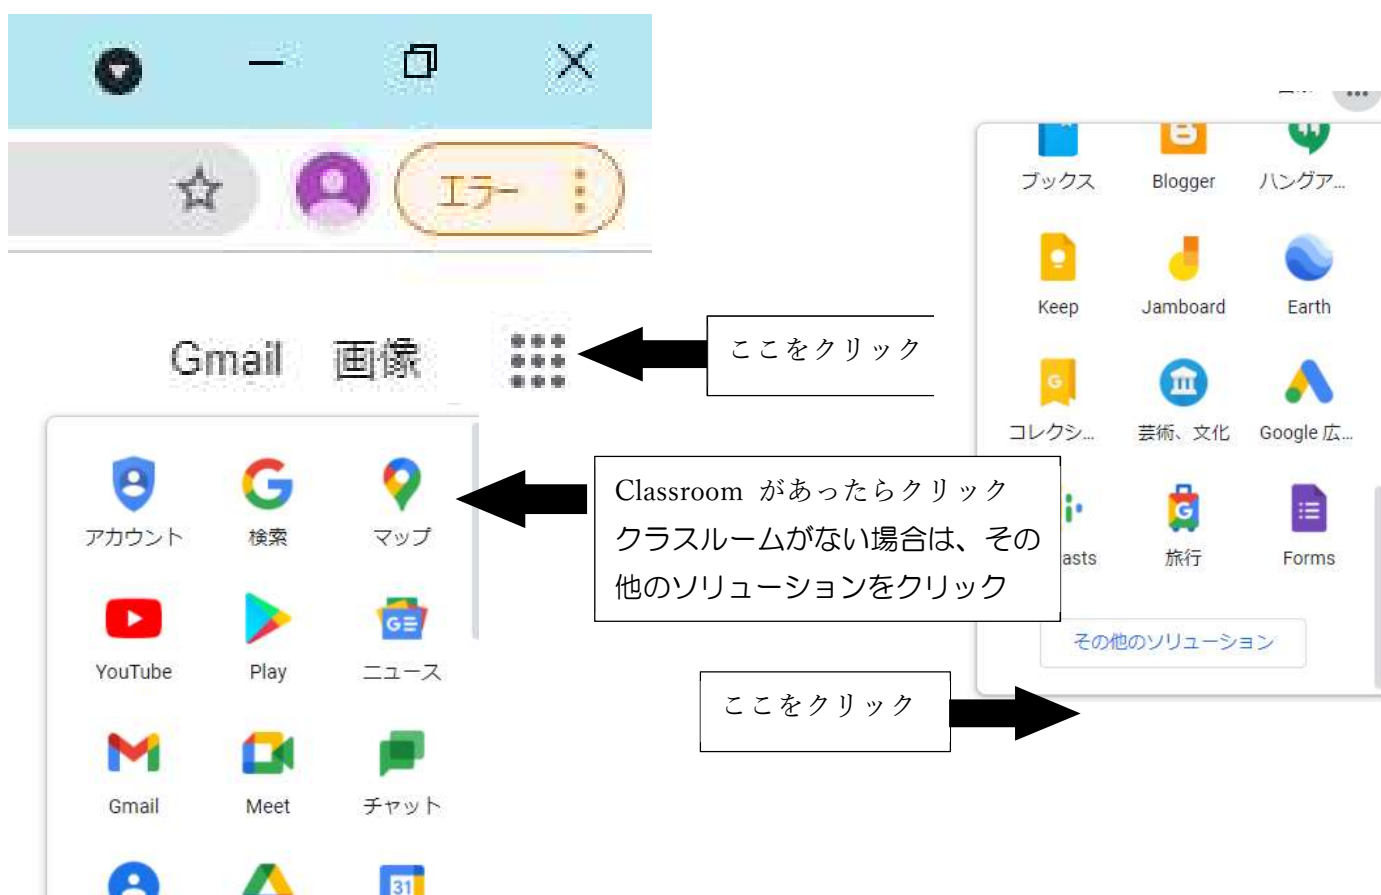 エラー
Gmail 画像
ここをクリック
アカウント 検索 マップ
YouTube Play ニュース
Gmail Meet チャット
31
Classroom があったらクリック
クラスルームがない場合は、その
他のソリューションをクリック
ブックス Blogger ハングア...
Keep Jamboard Earth
コレクシ... 芸術、文化 Google 広...
asts 旅行 Forms
その他のソリューション
ここをクリック